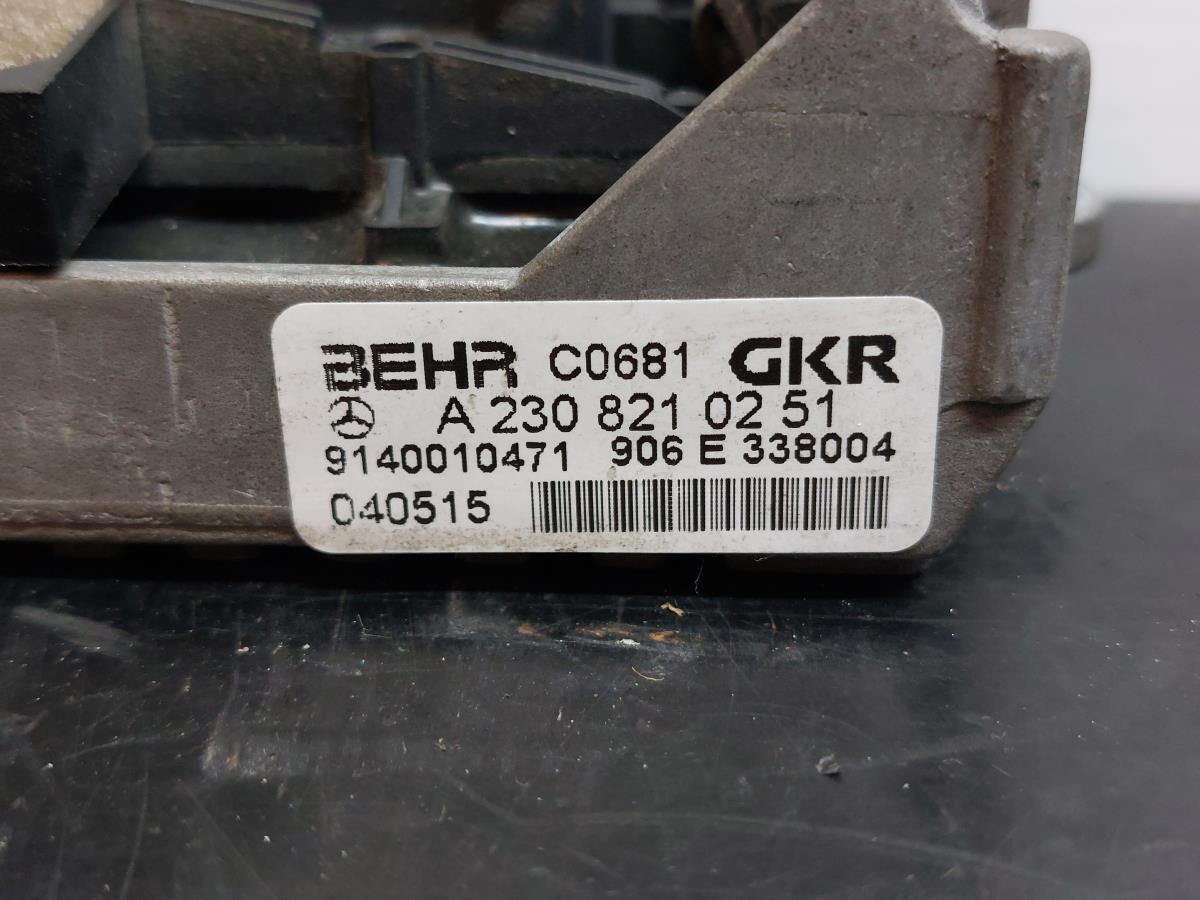 BEHR C0681 GKR
A 230 821 02 51
9140010471 906 E 338004
040515